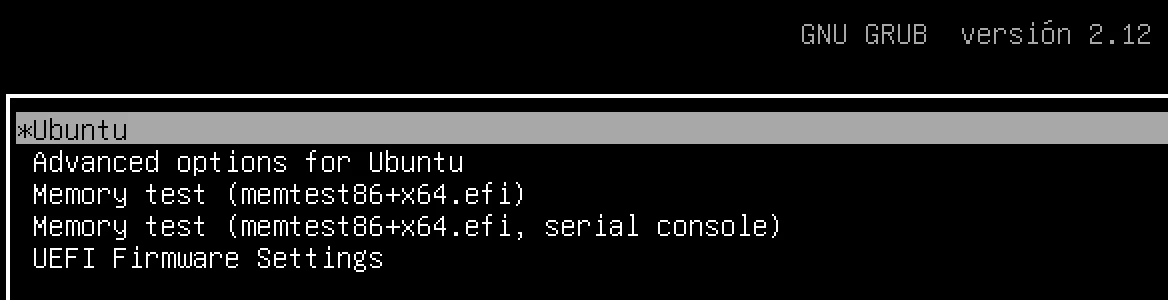 GNU GRUB  versión 2.12
*Ubuntu
Advanced options for Ubuntu
Memory test (memtest86+x64.efi)
Memory test (memtest86+x64.efi, serial console)
UEFI Firmware Settings